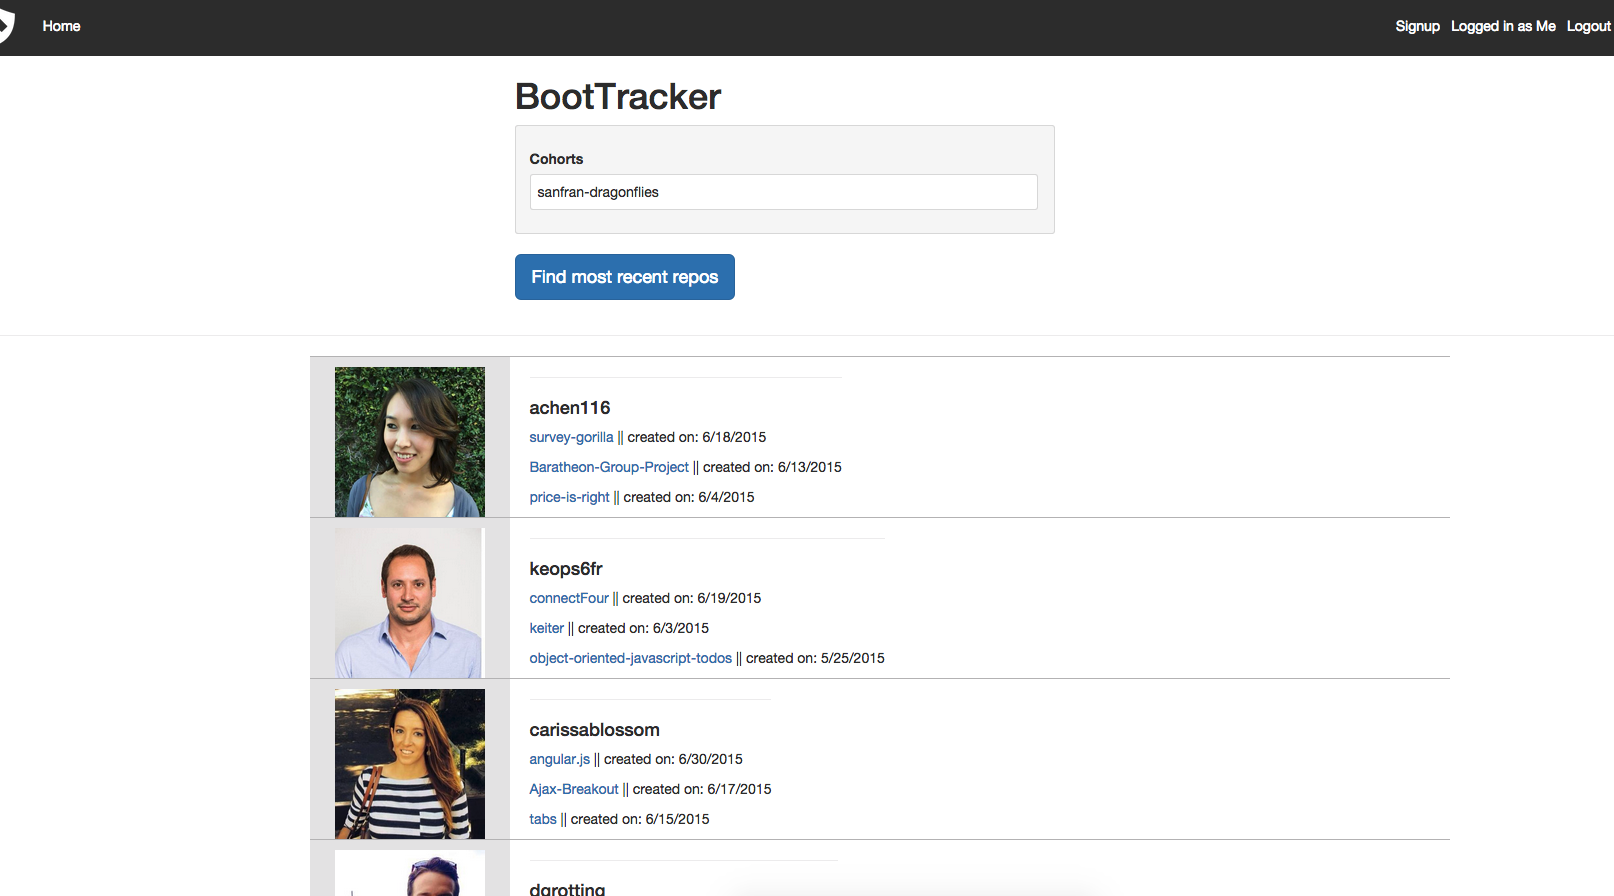 Home
Signup Logged in as Me Logout
BootTracker
Cohorts
sanfran-dragonflies
Find most recent repos
achen116
survey-gorilla || created on: 6/18/2015
Baratheon-Group-Project || created on: 6/13/2015
price-is-right || created on: 6/4/2015
keops6fr
connectFour || created on: 6/19/2015
keiter || created on: 6/3/2015
object-oriented-javascript-todos || created on: 5/25/2015
carissablossom
angular.js || created on: 6/30/2015
Ajax-Breakout || created on: 6/17/2015
tabs || created on: 6/15/2015
dgrotting